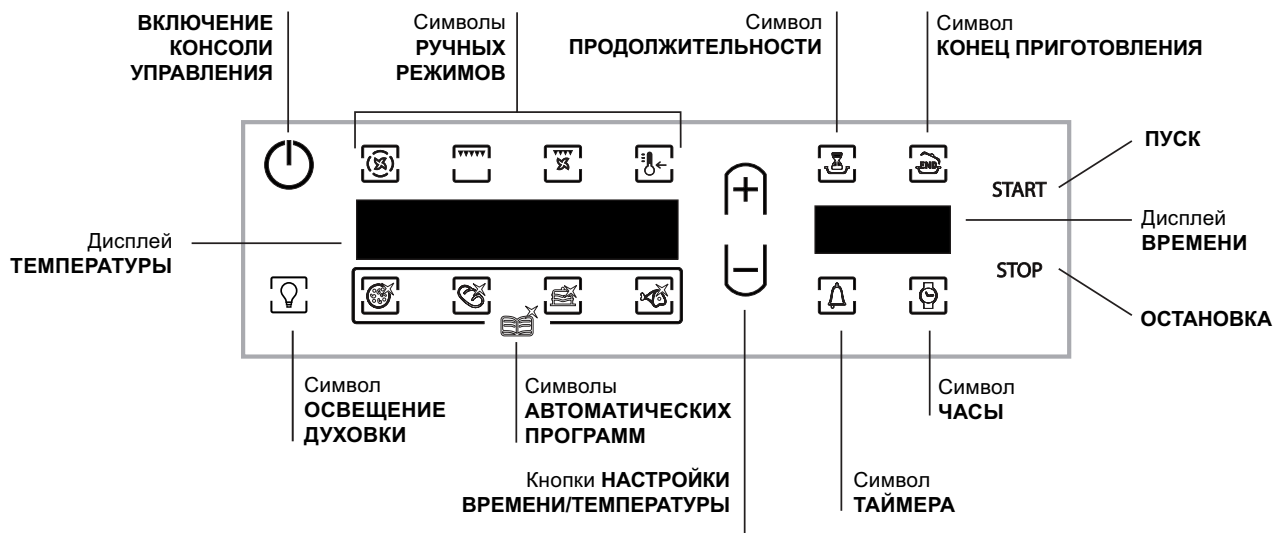 ВКЛЮЧЕНИЕ
КОНСОЛИ
УПРАВЛЕНИЯ
Символы
РУЧНЫХ
РЕЖИМОВ
Символ
ПРОДОЛЖИТЕЛЬНОСТИ
Символ
КОНЕЦ ПРИГОТОВЛЕНИЯ
END
START
ПУСК
Дисплей
ТЕМПЕРАТУРЫ
Дисплей
ВРЕМЕНИ
STOP
ОСТАНОВКА
Символ
ОСВЕЩЕНИЕ
ДУХОВКИ
Символы
АВТОМАТИЧЕСКИХ
ПРОГРАММ
Символ
ЧАСЫ
Кнопки НАСТРОЙКИ
ВРЕМЕНИ/ТЕМПЕРАТУРЫ
Символ
ТАЙМЕРА